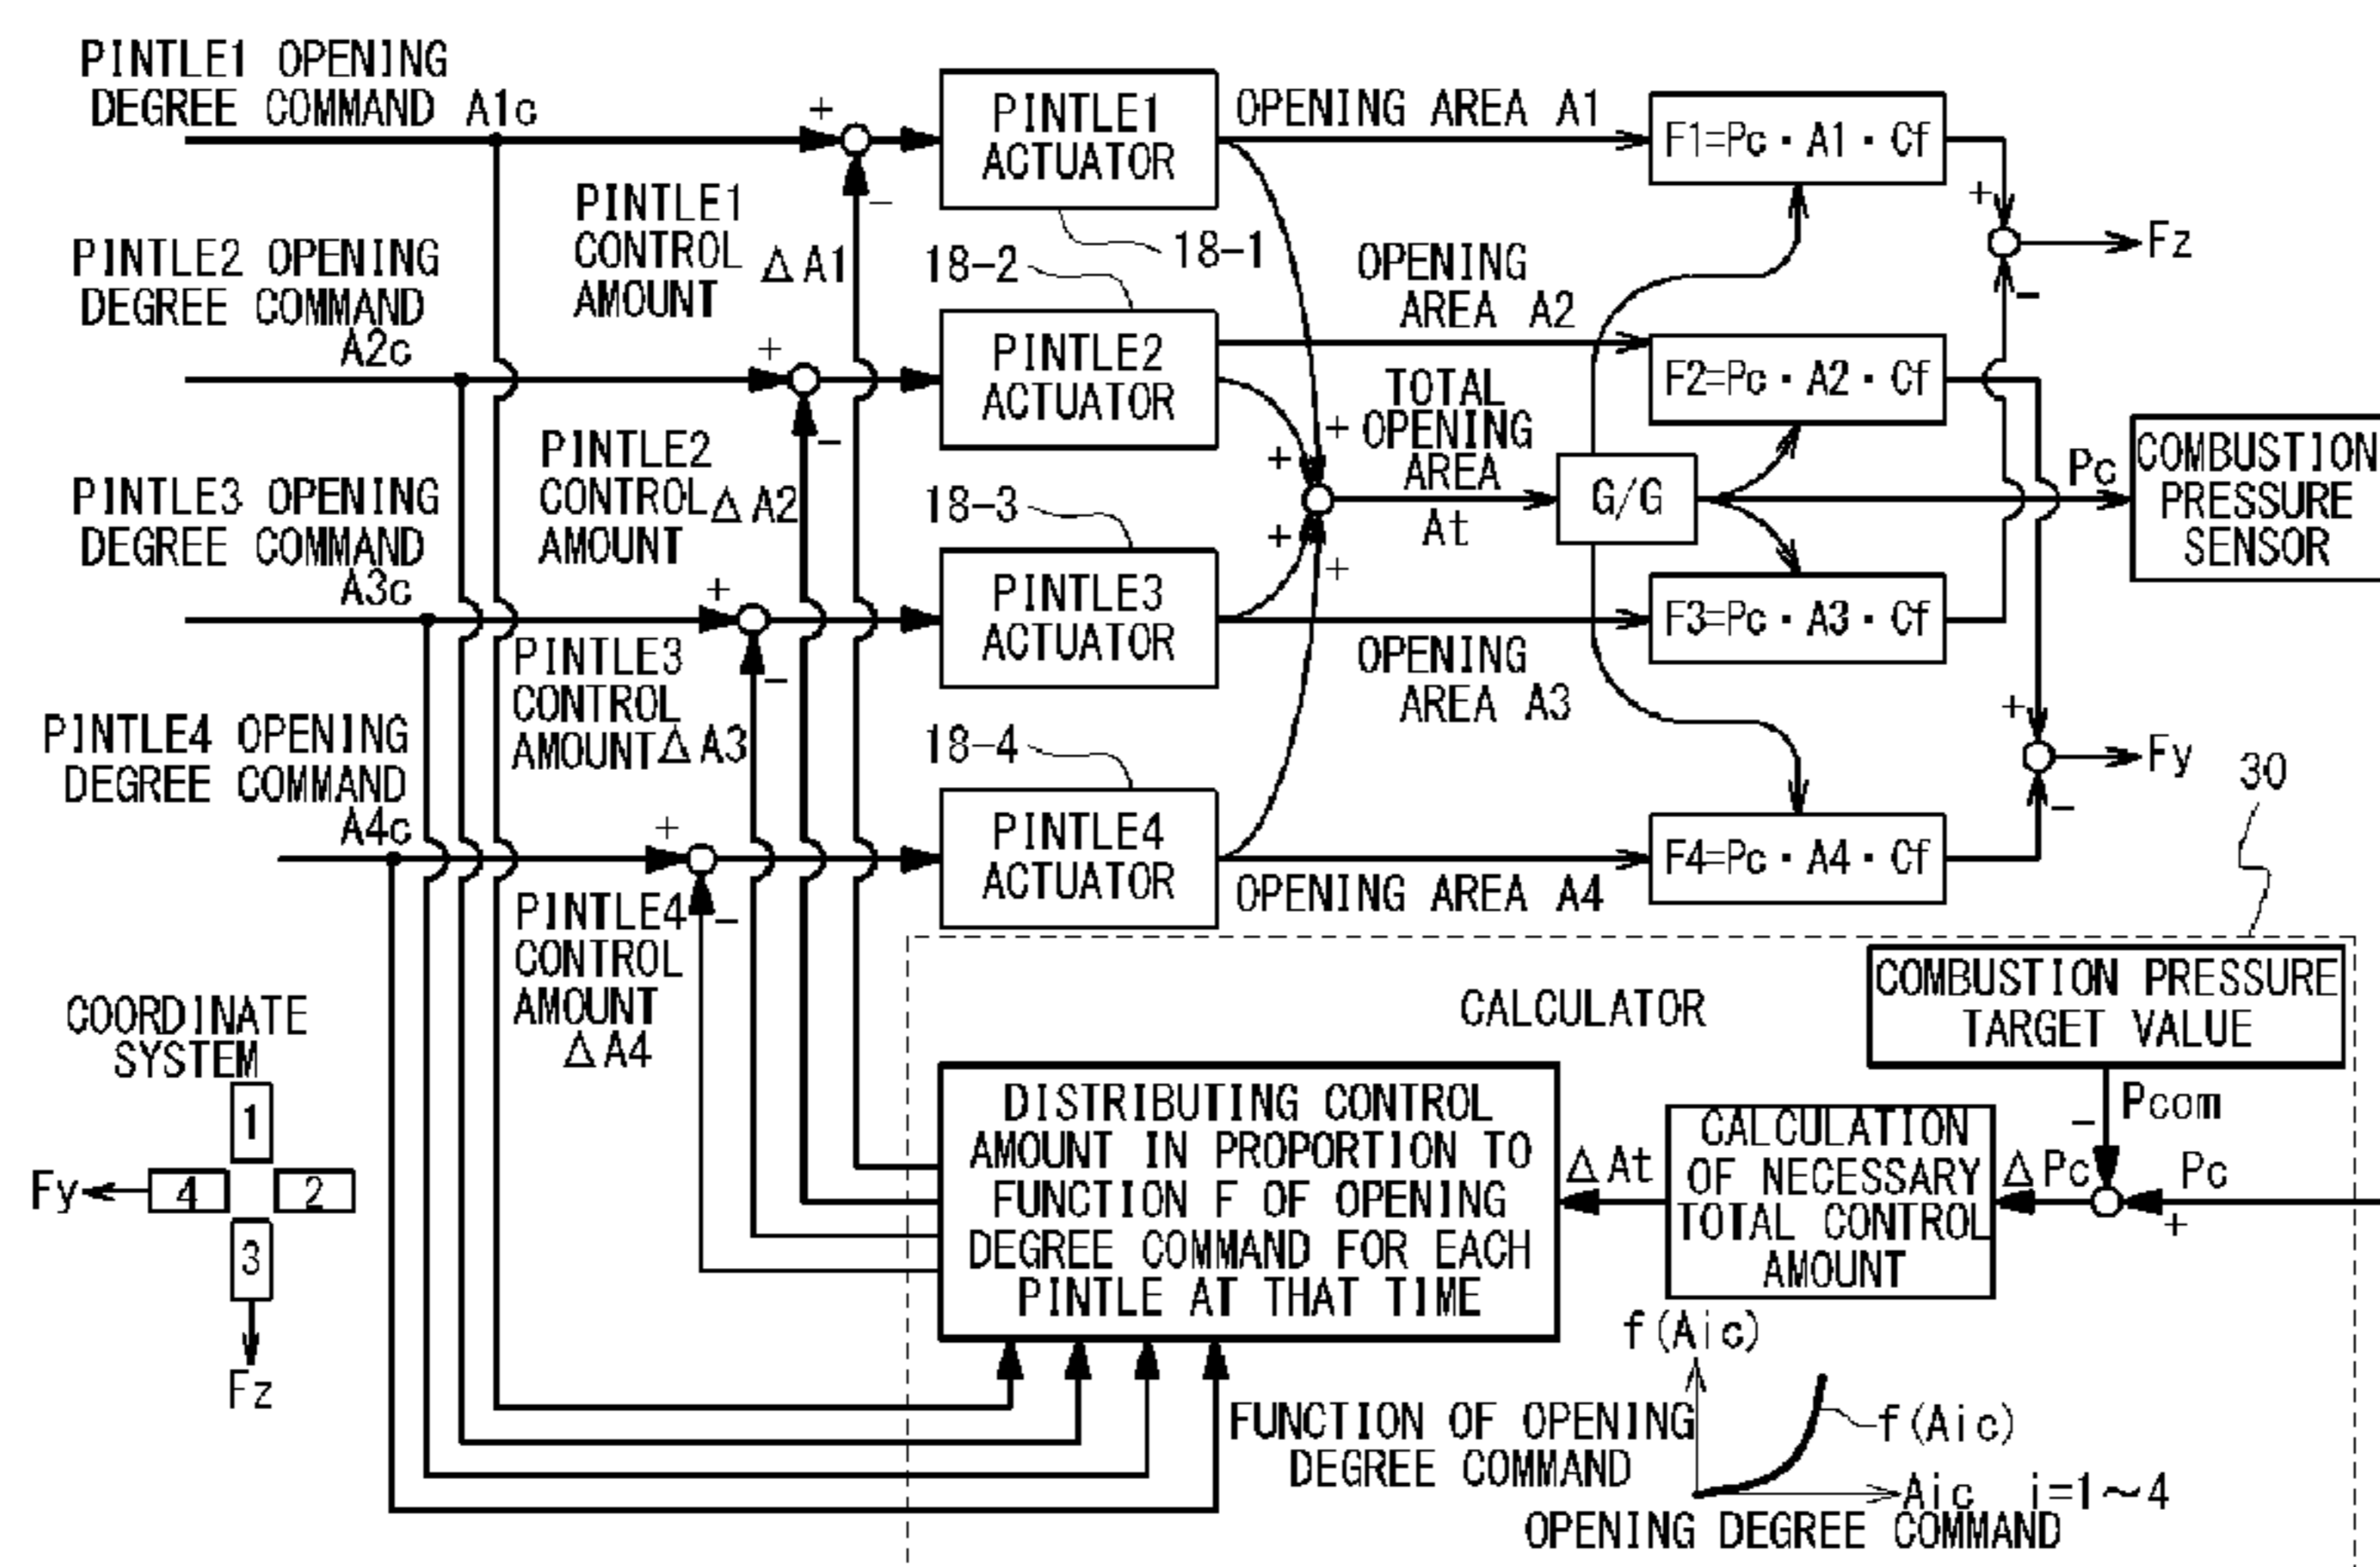 PINTLE1 OPENING
DEGREE COMMAND A1c
+
-
PINTLE1
ACTUATOR
OPENING AREA A1
F1=Pc・A1・Cf
+
Fz
-
PINTLE1
CONTROL
AMOUNT
ΔA1
18-1
PINTLE2 OPENING
DEGREE COMMAND
A2c
+
-
18-2
PINTLE2
ACTUATOR
OPENING
AREA A2
F2=Pc・A2・Cf
PINTLE2
CONTROL
AMOUNT
ΔA2
+
+
+
+
TOTAL
OPENING
AREA
At
G/G
Pc
COMBUSTION
PRESSURE
SENSOR
PINTLE3 OPENING
DEGREE COMMAND
A3c
+
-
18-3
PINTLE3
ACTUATOR
OPENING
AREA A3
F3=Pc・A3・Cf
PINTLE3
CONTROL
AMOUNT ΔA3
+
Fy
-
PINTLE4 OPENING
DEGREE COMMAND
A4c
+
-
18-4
PINTLE4
ACTUATOR
OPENING AREA A4
F4=Pc・A4・Cf
PINTLE4
CONTROL
AMOUNT
ΔA4
30
CALCULATOR
COMBUSTION PRESSURE
TARGET VALUE
Pcom
-
Pc
+
ΔPc
CALCULATION
OF NECESSARY
TOTAL CONTROL
AMOUNT
ΔAt
DISTRIBUTING CONTROL
AMOUNT IN PROPORTION TO
FUNCTION F OF OPENING
DEGREE COMMAND FOR EACH
PINTLE AT THAT TIME
COORDINATE
SYSTEM
1
Fy
4
2
3
Fz
f(Aic)
FUNCTION OF OPENING
DEGREE COMMAND
f(Aic)
Aic i=1～4
OPENING DEGREE COMMAND